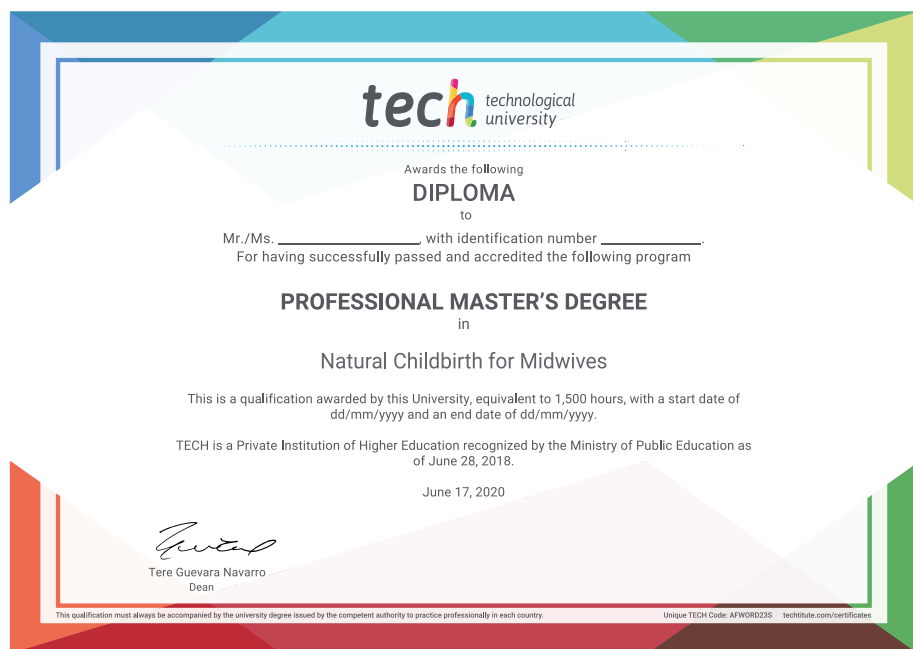 tech technological
university
Awards the following
DIPLOMA
to
Mr./Ms. ____________________, with identification number ______________.
For having successfully passed and accredited the following program
PROFESSIONAL MASTER'S DEGREE
in
Natural Childbirth for Midwives
This is a qualification awarded by this University, equivalent to 1,500 hours, with a start date of
dd/mm/yyyy and an end date of dd/mm/yyyy.
TECH is a Private Institution of Higher Education recognized by the Ministry of Public Education as
of June 28, 2018.
June 17, 2020
Tere Guevara Navarro
Dean
This qualification must always be accompanied by the university degree issued by the competent authority to practice professionally in each country.
Unique TECH Code: AFWORD23S techtitute.com/certificates